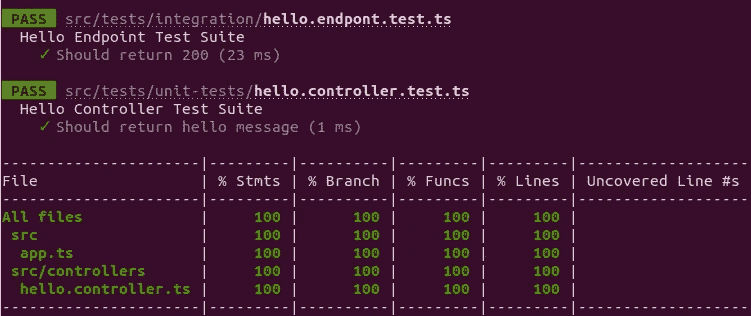 PASS src/tests/integration/hello.endpont.test.ts
Hello Endpoint Test Suite
✓ Should return 200 (23 ms)
PASS src/tests/unit-tests/hello.controller.test.ts
Hello Controller Test Suite
✓ Should return hello message (1 ms)
----------------------|---------|----------|---------|---------|-------------------
File | % Stmts | % Branch | % Funcs | % Lines | Uncovered Line #s
----------------------|---------|----------|---------|---------|-------------------
All files | 100 | 100 | 100 | 100 |
src | 100 | 100 | 100 | 100 |
app.ts | 100 | 100 | 100 | 100 |
src/controllers | 100 | 100 | 100 | 100 |
hello.controller.ts | 100 | 100 | 100 | 100 |
----------------------|---------|----------|---------|---------|-------------------